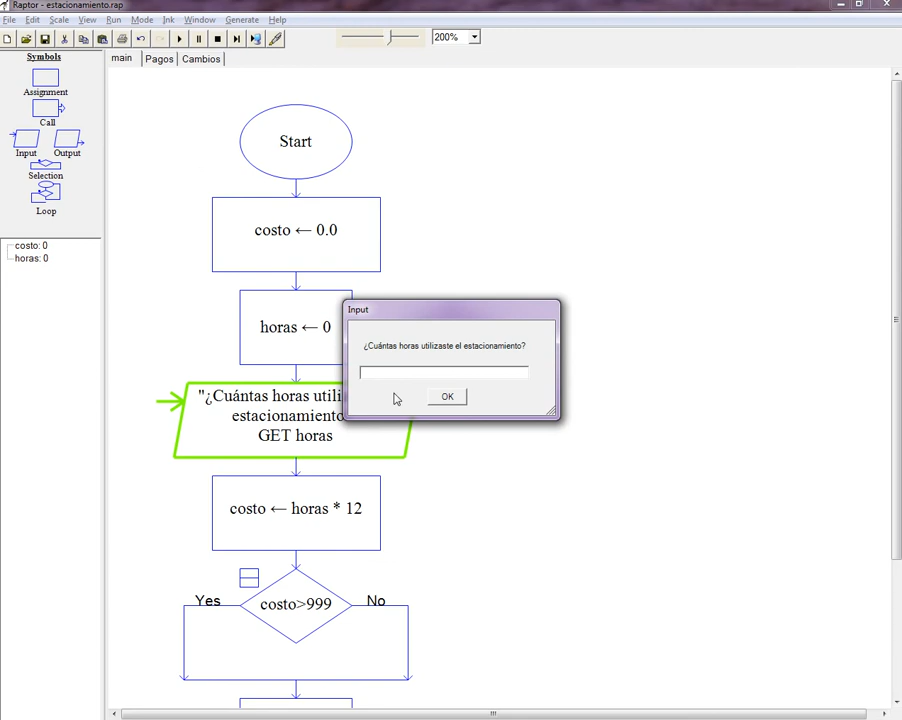 Raptor - estacionamiento.rap
File Edit Scale View Run Mode Ink Window Generate Help
200%
Symbols
main Pagos Cambios
Assignment
Call
Input Output
Selection
Loop
costo: 0
horas: 0
Start
costo ← 0.0
horas ← 0
Input
¿Cuántas horas utilizaste el estacionamiento?
OK
"¿Cuántas horas utili
estacionamiento
GET horas
costo ← horas * 12
Yes No
costo>999